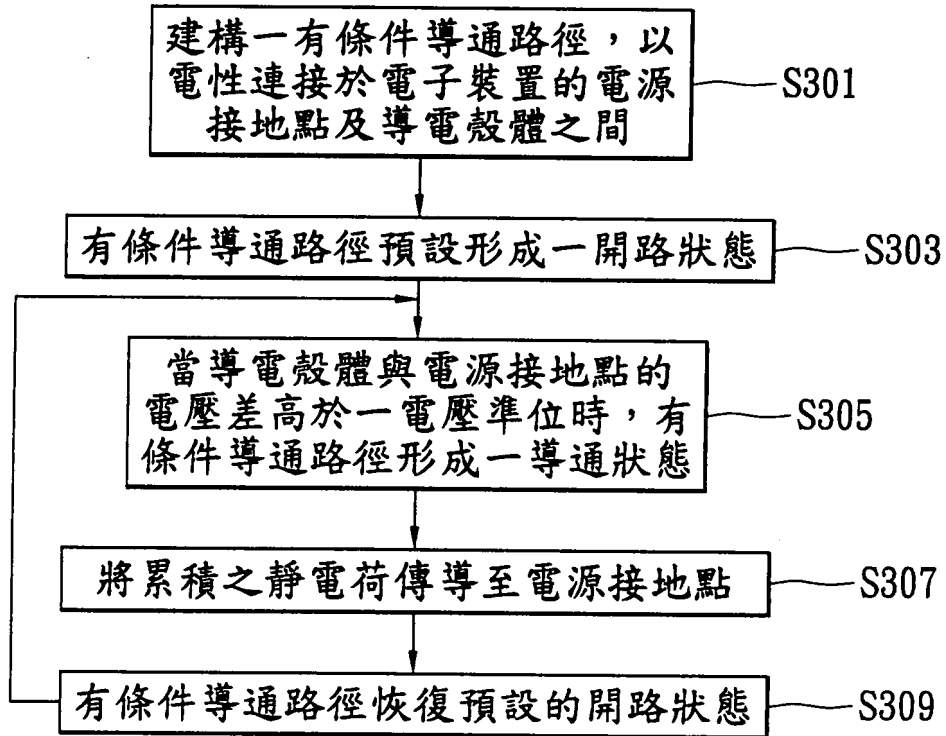 建構一有條件導通路徑，以
電性連接於電子裝置的電源
接地點及導電殼體之間
S301
有條件導通路徑預設形成一開路狀態
S303
當導電殼體與電源接地點的
電壓差高於一電壓準位時，有
條件導通路徑形成一導通狀態
S305
將累積之靜電荷傳導至電源接地點
S307
有條件導通路徑恢復預設的開路狀態
S309